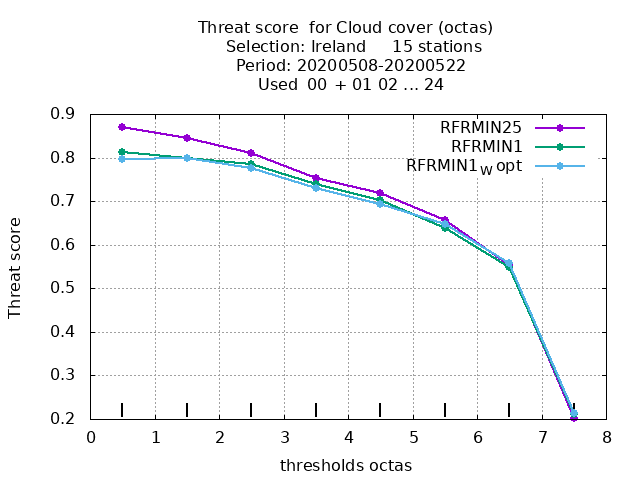 Threat score  for Cloud cover (octas)
Selection: Ireland     15 stations
Period: 20200508-20200522
Used  00  + 01 02 ... 24
RFRMIN25
RFRMIN1
RFRMIN1w opt
0.9
0.8
0.7
0.6
0.5
0.4
0.3
0.2
Threat score
0 1 2 3 4 5 6 7 8
thresholds octas